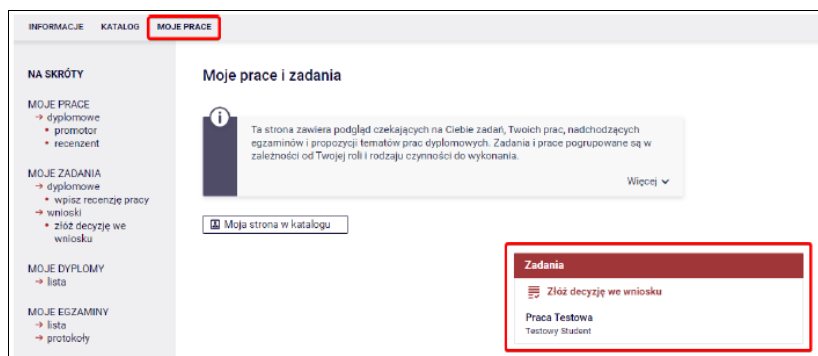 INFORMACJE KATALOG MOJE PRACE
NA SKRÓTY
MOJE PRACE
→ dyplomowe
• promotor
• recenzent
MOJE ZADANIA
→ dyplomowe
• wpisz recenzję pracy
→ wnioski
• złóż decyzję we
wniosku
MOJE DYPLOMY
→ lista
MOJE EGZAMINY
→ lista
→ protokoły
Moje prace i zadania
Ta strona zawiera podgląd czekających na Ciebie zadań, Twoich prac, nadchodzących
egzaminów i propozycji tematów prac dyplomowych. Zadania i prace pogrupowane są w
zależności od Twojej roli i rodzaju czynności do wykonania.
Więcej
Moja strona w katalogu
Zadania
Złóż decyzję we wniosku
Praca Testowa
Testowy Student